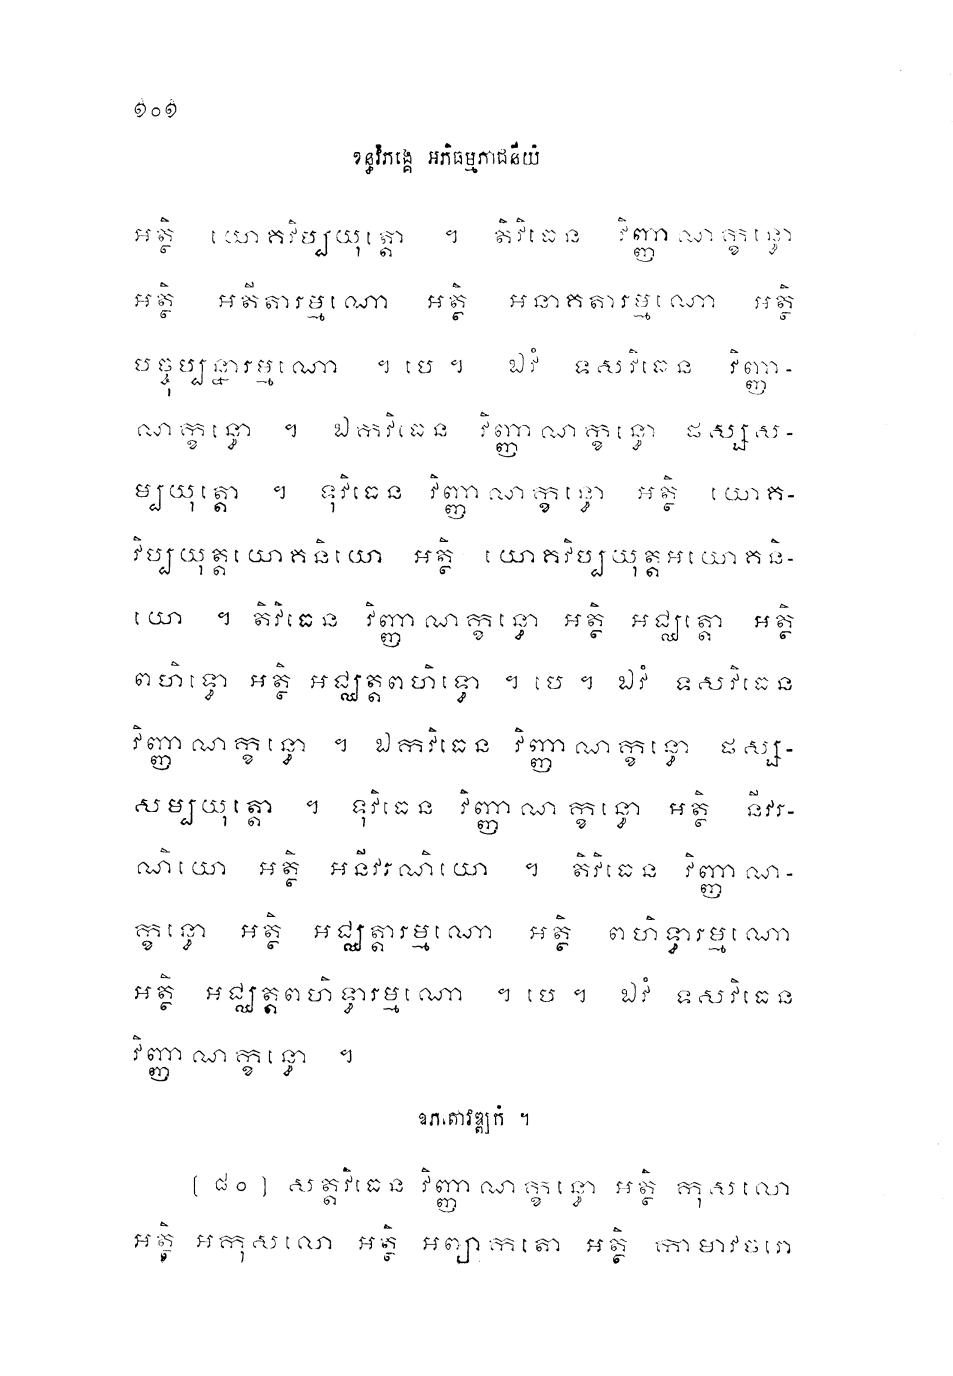 ១០១
ខន្ធវិភង្គេ អភិធម្មភាជនីយំ
អត្ថិ យោគវិប្បយុត្តោ ។ តិវិធេន វិញ្ញាណក្ខន្ធោ
អត្ថិ អតីតារម្មណោ អត្ថិ អនាគតារម្មណោ អត្ថិ
បច្ចុប្បន្នារម្មណោ ។ បេ ។ ឯវំ ទសវិធេន វិញ្ញា-
ណក្ខន្ធោ ។ ឯកវិធេន វិញ្ញាណក្ខន្ធោ ផស្សស-
ម្បយុត្តោ ។ ទុវិធេន វិញ្ញាណក្ខន្ធោ អត្ថិ យោគ-
វិប្បយុត្តយោគនិយោ អត្ថិ យោគវិប្បយុត្តអយោគនិ-
យោ ។ តិវិធេន វិញ្ញាណក្ខន្ធោ អត្ថិ អជ្ឈត្តោ អត្ថិ
ពហិទ្ធោ អត្ថិ អជ្ឈត្តពហិទ្ធោ ។ បេ ។ ឯវំ ទសវិធេន
វិញ្ញាណក្ខន្ធោ ។ ឯកវិធេន វិញ្ញាណក្ខន្ធោ ផស្ស-
សម្បយុត្តោ ។ ទុវិធេន វិញ្ញាណក្ខន្ធោ អត្ថិ នីវរ-
ណិយោ អត្ថិ អនីវរណិយោ ។ តិវិធេន វិញ្ញាណ-
ក្ខន្ធោ អត្ថិ អជ្ឈត្តារម្មណោ អត្ថិ ពហិទ្ធារម្មណោ
អត្ថិ អជ្ឈត្តពហិទ្ធារម្មណោ ។ បេ ។ ឯវំ ទសវិធេន
វិញ្ញាណក្ខន្ធោ ។
ឧភតោវឌ្ឍកំ ។
[ ៨០ ] សត្តវិធេន វិញ្ញាណក្ខន្ធោ អត្ថិ កុសលោ
អត្ថិ អកុសលោ អត្ថិ អព្យាកតោ អត្ថិ កាមាវចរោ